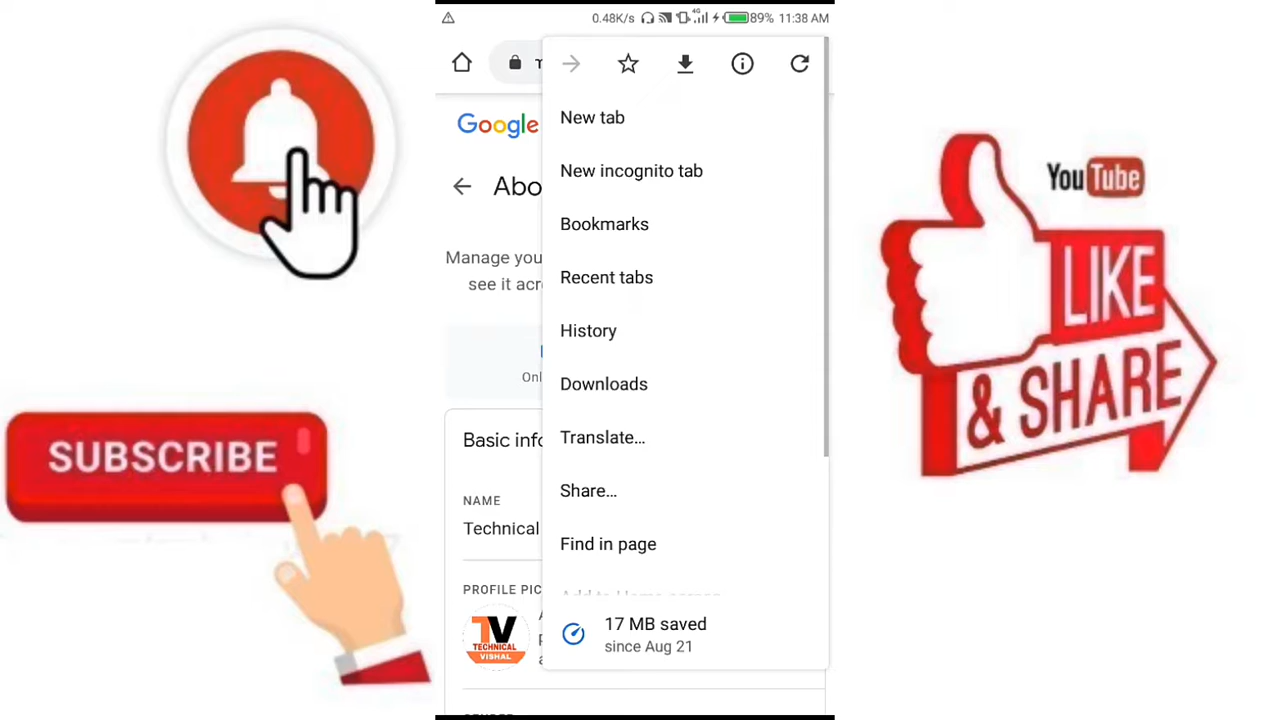 0.48K/s 4G 89% 11:38 AM
Google
Abo
Manage you
see it acr
Onl
Basic info
NAME
Technical
PROFILE PIC
TV
TECHNICAL
VISHAL
New tab
New incognito tab
Bookmarks
Recent tabs
History
Downloads
Translate...
Share...
Find in page
17 MB saved
since Aug 21
SUBSCRIBE
YouTube
LIKE
& SHARE